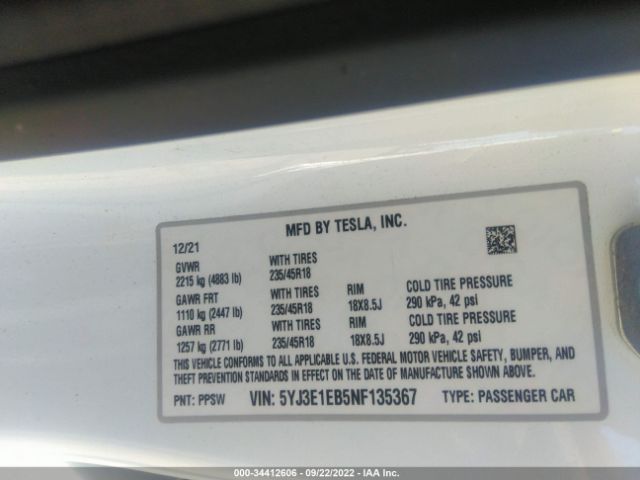 MFD BY TESLA, INC.
12/21
GVWR WITH TIRES
2215 kg (4883 lb) 235/45R18
GAWR FRT WITH TIRES RIM COLD TIRE PRESSURE
1110 kg (2447 lb) 235/45R18 18X8.5J 290 kPa, 42 psi
GAWR RR WITH TIRES RIM COLD TIRE PRESSURE
1257 kg (2771 lb) 235/45R18 18X8.5J 290 kPa, 42 psi
THIS VEHICLE CONFORMS TO ALL APPLICABLE U.S. FEDERAL MOTOR VEHICLE SAFETY, BUMPER, AND
THEFT PREVENTION STANDARDS IN EFFECT ON THE DATE OF MANUFACTURE SHOWN ABOVE.
PNT: PPSW VIN: 5YJ3E1EB5NF135367 TYPE: PASSENGER CAR
000-34412606 - 09/22/2022 - IAA Inc.